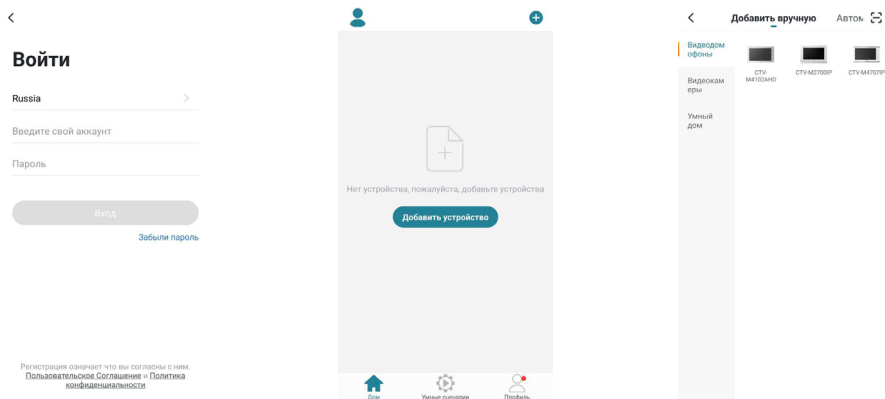 Войти
Russia
Введите свой аккаунт
Пароль
Вход
Забыли пароль
Регистрация означает что вы согласны с ним.
Пользовательское Соглашение и Политика
конфиденциальности
Нет устройства, пожалуйста, добавьте устройства
Добавить устройство
Дом
Умные сценарии
Профиль
Добавить вручную
Автом
Видеодом
офоны
Видеокам
еры
Умный
дом
CTV-
M4102AHD
CTV-M2700IP
CTV-M4707IP